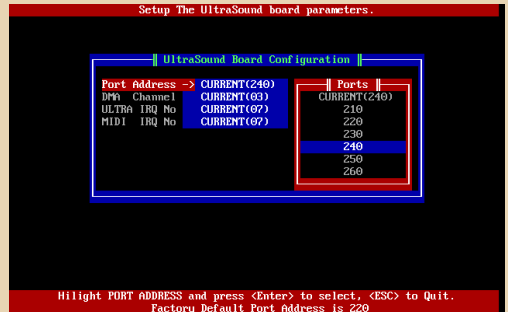 Setup The UltraSound board parameters.
UltraSound Board Configuration
Port Address -> CURRENT(240)
DMA Channel CURRENT(03)
ULTRA IRQ No CURRENT(07)
MIDI IRQ No CURRENT(07)
Ports
CURRENT(240)
210
220
230
240
250
260
Hilight PORT ADDRESS and press <Enter> to select, <ESC> to Quit.
Factory Default Port Address is 220